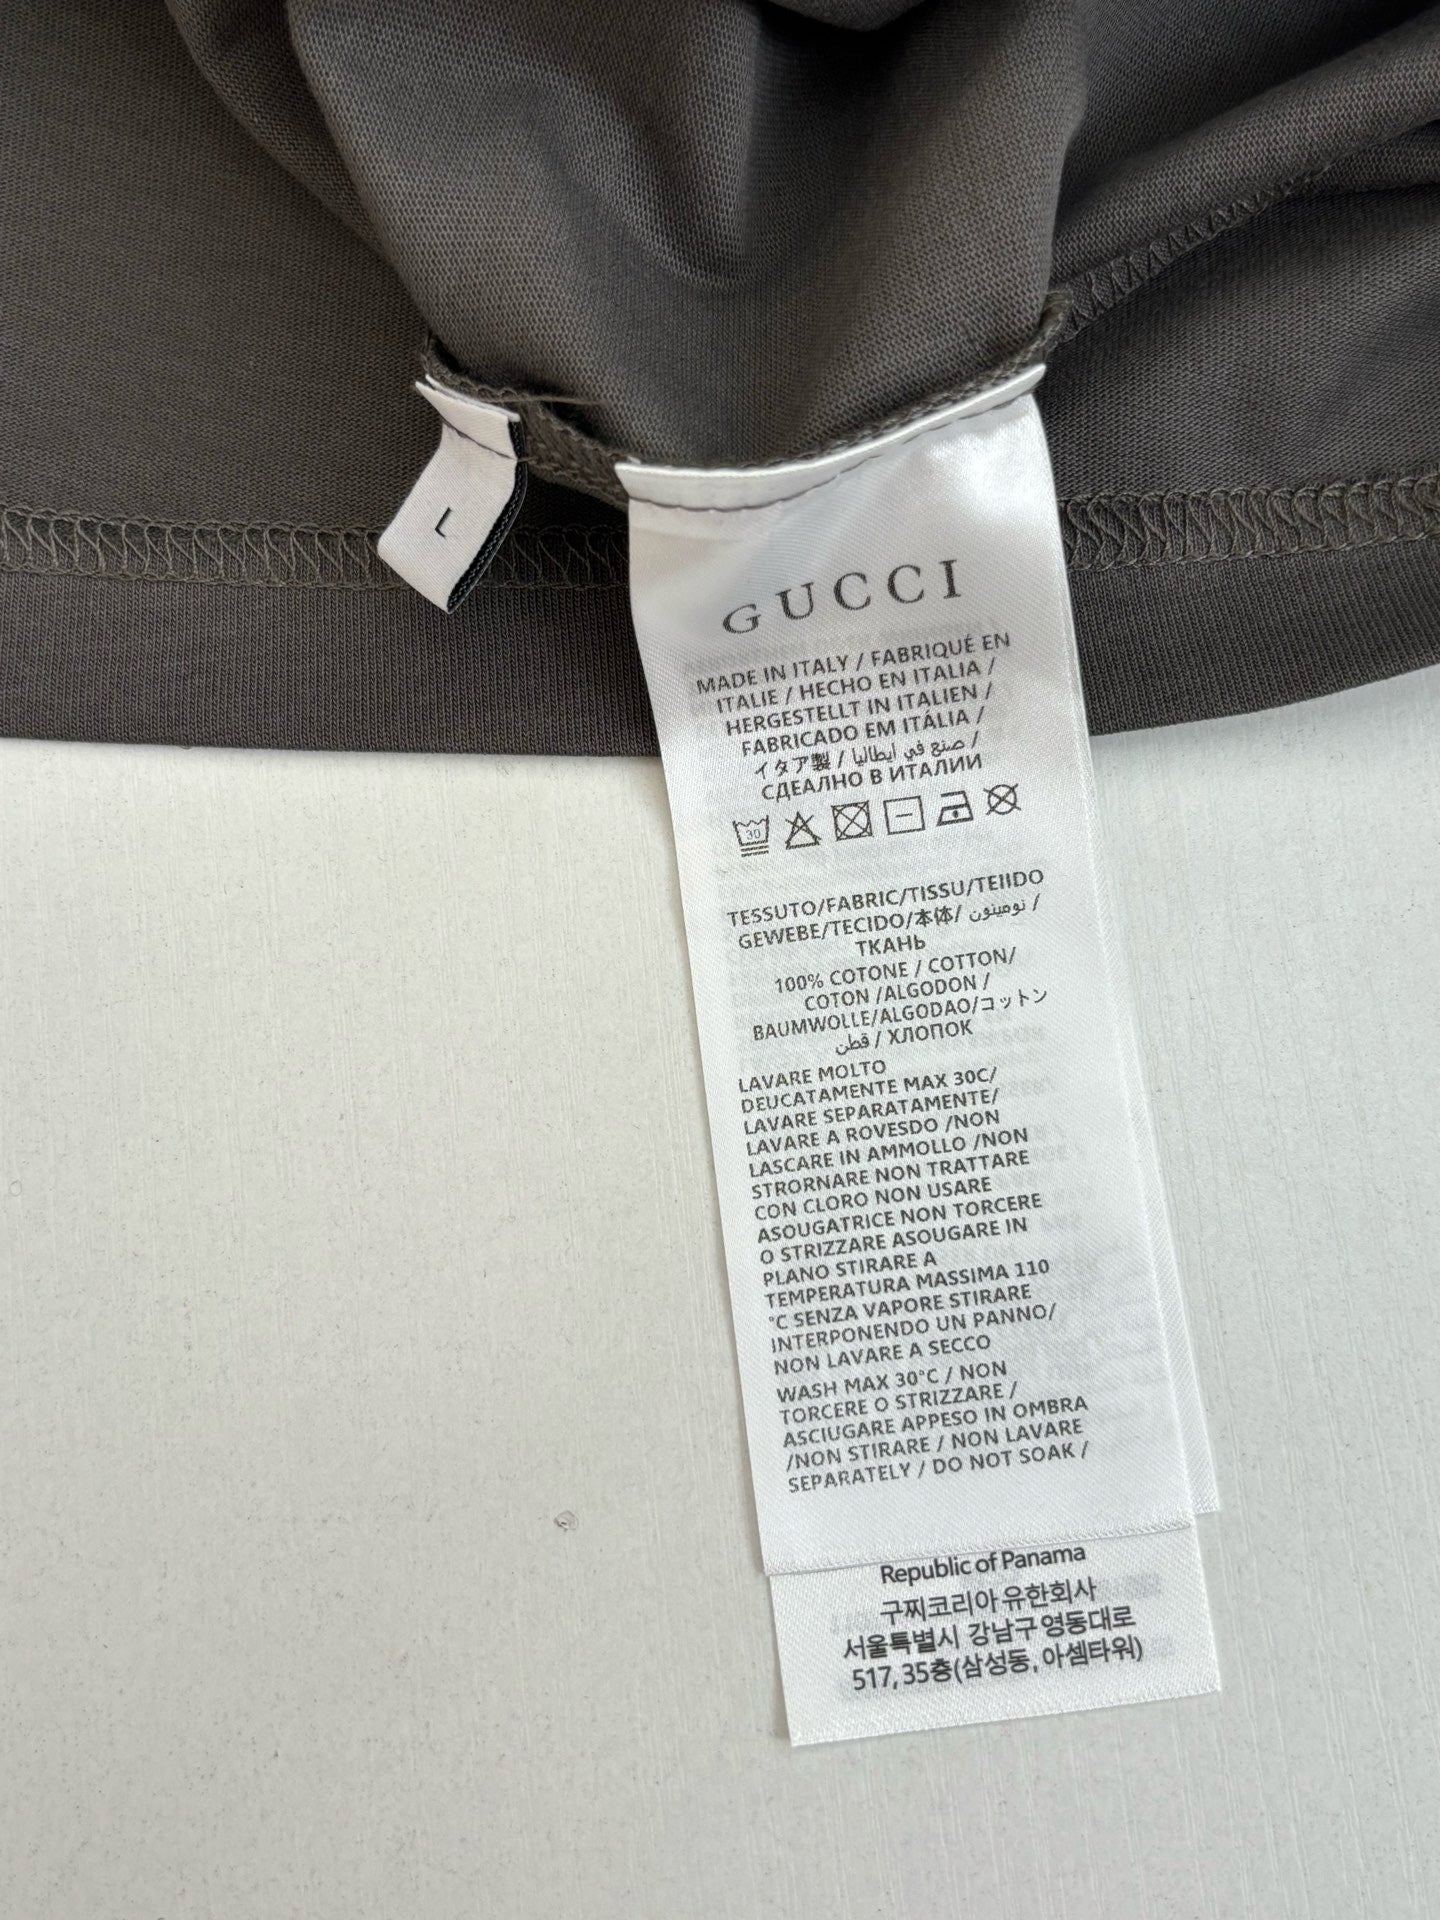 L
GUCCI
MADE IN ITALY / FABRIQUÉ EN
ITALIE / HECHO EN ITALIA /
HERGESTELLT IN ITALIEN /
FABRICADO EM ITÁLIA /
イタア製 / صنع في ايطاليا /
СДЕАЛНО В ИТАЛИИ
30
TESSUTO/FABRIC/TISSU/TEIIDO
GEWEBE/TECIDO/本体/ نومينون /
ТКАНЬ
100% COTONE / COTTON/
COTON /ALGODON /
BAUMWOLLE/ALGODAO/コットン
قطن / ХЛОПОК
LAVARE MOLTO
DEUCATAMENTE MAX 30C/
LAVARE SEPARATAMENTE/
LAVARE A ROVESDO /NON
LASCARE IN AMMOLLO /NON
STRORNARE NON TRATTARE
CON CLORO NON USARE
ASOUGATRICE NON TORCERE
O STRIZZARE ASOUGARE IN
PLANO STIRARE A
TEMPERATURA MASSIMA 110
°C SENZA VAPORE STIRARE
INTERPONENDO UN PANNO/
NON LAVARE A SECCO
WASH MAX 30°C / NON
TORCERE O STRIZZARE /
ASCIUGARE APPESO IN OMBRA
/NON STIRARE / NON LAVARE
SEPARATELY / DO NOT SOAK /
Republic of Panama
구찌코리아 유한회사
서울특별시 강남구 영동대로
517, 35층(삼성동, 아셈타워)